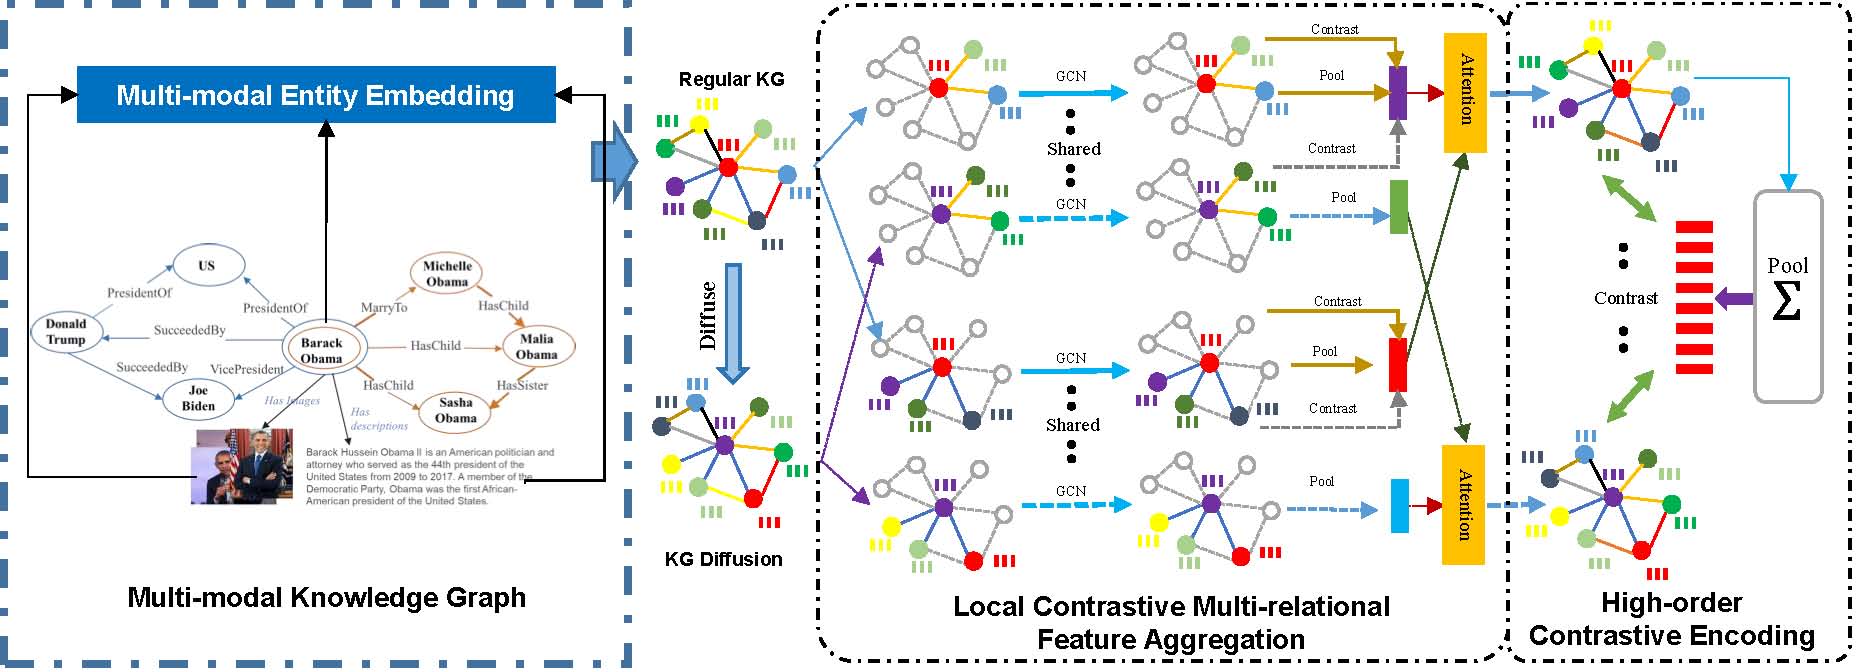 Multi-modal Entity Embedding
US
Michelle
Obama
PresidentOf
PresidentOf
MarryTo
HasChild
Donald
Trump
SucceededBy
Barack
Obama
HasChild
Malia
Obama
SucceededBy
VicePresident
HasChild
HasSister
Joe
Biden
Sasha
Obama
Has Images
Has
descriptions
Barack Hussein Obama II is an American politician and
attorney who served as the 44th president of the
United States from 2009 to 2017. A member of the
Democratic Party, Obama was the first African-
American president of the United States.
Multi-modal Knowledge Graph
Regular KG
Diffuse
KG Diffusion
GCN
Shared
GCN
GCN
Shared
GCN
Contrast
Pool
Contrast
Pool
Contrast
Pool
Contrast
Pool
Attention
Attention
Local Contrastive Multi-relational
Feature Aggregation
Contrast
Pool
Σ
High-order
Contrastive Encoding